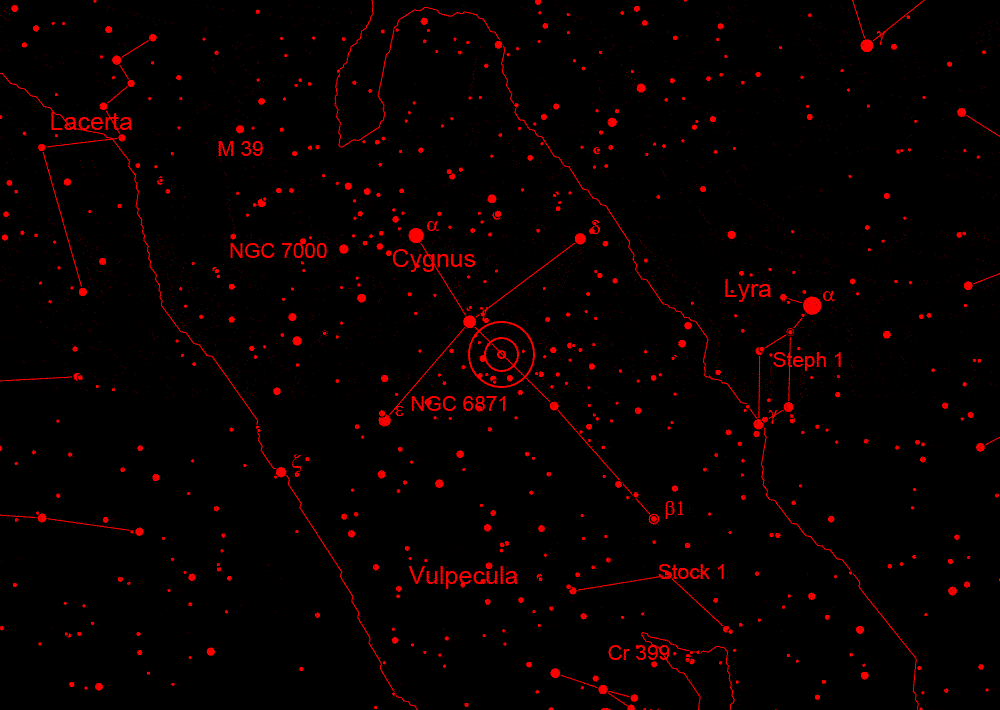 γ
Lacerta
M 39
α
δ
NGC 7000
Cygnus
Lyra
α
γ
Steph 1
ε
NGC 6871
γ
ζ
β1
Vulpecula
Stock 1
Cr 399